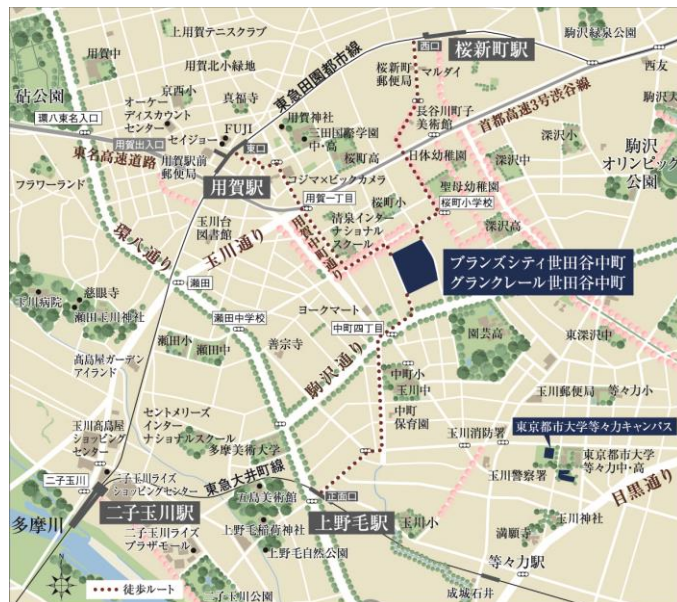 上用賀テニスクラブ
用賀中
用賀北小緑地
砧公園
京西小
オーケー
ディスカウント
センター
真福寺
東急田園都市線
西口
桜新町駅
桜新町
郵便局
マルダイ
駒沢緑泉公園
西友
首都高速3号渋谷線
長谷川町子
美術館
環八東名入口
セイジョー
FUJI
用賀神社
三田国際学園
中・高
用賀出入口
東名高速道路
用賀駅前
郵便局
東口
用賀駅
桜町高
日体幼稚園
深沢小
深沢中
駒沢
オリンピック
公園
コジマ×ビックカメラ
フラワーランド
用賀一丁目
桜町小
聖母幼稚園
桜町小学校
深沢高
玉川台
図書館
清泉インター
ナショナル
スクール
用賀中町通り
環八通り
玉川通り
瀬田
ブランズシティ世田谷中町
グランクレール世田谷中町
玉川病院
慈眼寺
瀬田玉川神社
瀬田中学校
ヨークマート
中町四丁目
園芸高
東深沢中
瀬田小
瀬田中
善宗寺
駒沢通り
髙島屋ガーデン
アイランド
中町小
玉川中
中町
保育園
玉川郵便局
等々力小
玉川髙島屋
ショッピング
センター
セントメリーズ
インター
ナショナルスクール
多摩美術大学
玉川消防署
東京都市大学等々力キャンパス
東京都市大学
等々力中・高
玉川警察署
目黒通り
二子玉川
二子玉川ライズ
ショッピングセンター
東急大井町線
五島美術館
正面口
多摩川
二子玉川駅
上野毛駅
玉川小
満願寺
玉川神社
二子玉川ライズ
プラザモール
上野毛稲荷神社
上野毛自然公園
等々力駅
N
徒歩ルート
二子玉川公園
成城石井